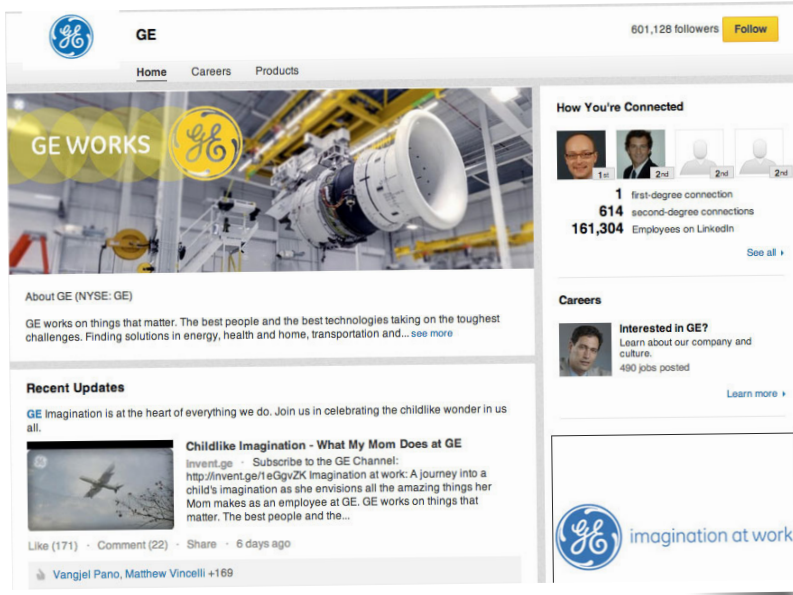 GE
601,128 followers
Follow
Home Careers Products
GE WORKS
GE
About GE (NYSE: GE)
GE works on things that matter. The best people and the best technologies taking on the toughest
challenges. Finding solutions in energy, health and home, transportation and... see more
Recent Updates
GE Imagination is at the heart of everything we do. Join us in celebrating the childlike wonder in us
all.
Childlike Imagination - What My Mom Does at GE
Invent.ge · Subscribe to the GE Channel:
http://invent.ge/1eGgvZK Imagination at work: A journey into a
child's imagination as she envisions all the amazing things her
Mom makes as an employee at GE. GE works on things that
matter. The best people and the...
Like (171) · Comment (22) · Share · 6 days ago
Vangjel Pano, Matthew Vincelli +169
How You're Connected
1st 2nd 2nd 2nd
1 first-degree connection
614 second-degree connections
161,304 Employees on LinkedIn
See all
Careers
Interested in GE?
Learn about our company and
culture.
490 jobs posted
Learn more
GE
imagination at work